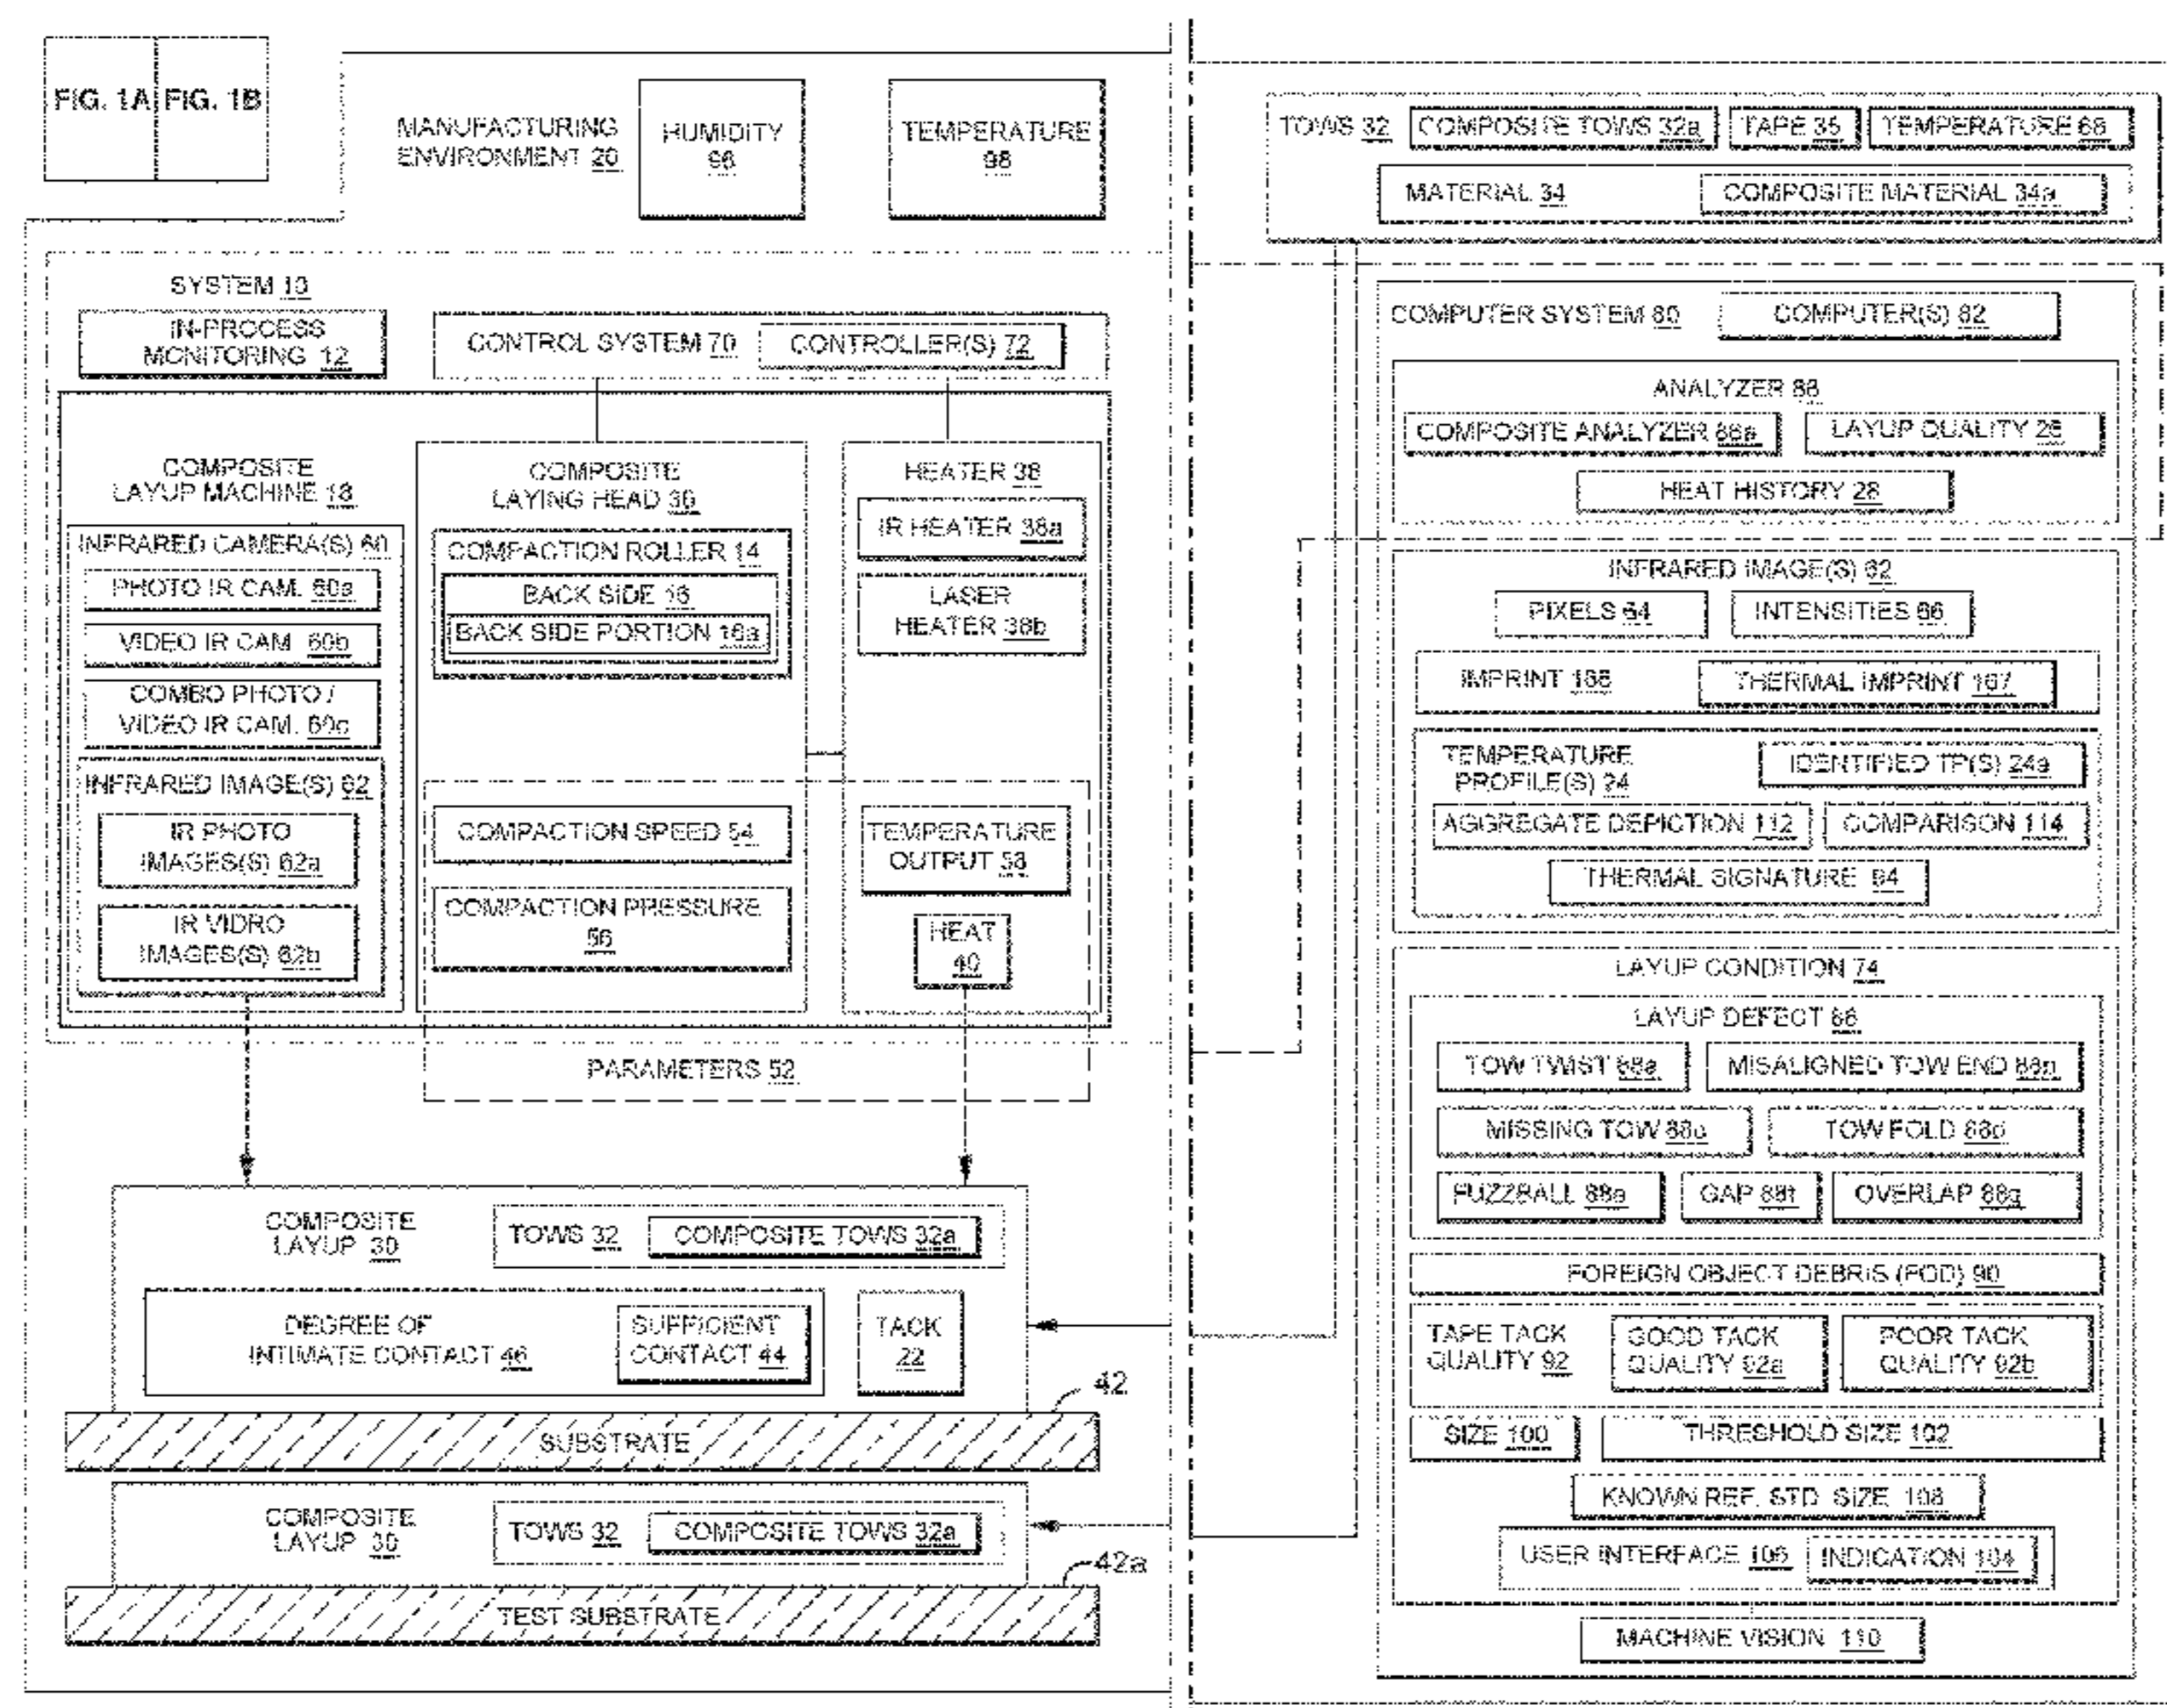 FIG. 1A FIG. 1B
MANUFACTURING
ENVIRONMENT 20
HUMIDITY
96
TEMPERATURE
98
SYSTEM 10
IN-PROCESS
MONITORING 12
CONTROL SYSTEM 70 CONTROLLER(S) 72
COMPOSITE
LAYUP MACHINE 18
INFRARED CAMERA(S) 60
PHOTO IR CAM. 60a
VIDEO IR CAM. 60b
COMBO PHOTO /
VIDEO IR CAM. 60c
INFRARED IMAGE(S) 62
IR PHOTO
IMAGES(S) 62a
IR VIDRO
IMAGES(S) 62b
COMPOSITE
LAYING HEAD 36
COMPACTION ROLLER 14
BACK SIDE 16
BACK SIDE PORTION 16a
COMPACTION SPEED 54
COMPACTION PRESSURE
56
HEATER 38
IR HEATER 38a
LASER
HEATER 38b
TEMPERATURE
OUTPUT 58
HEAT
40
PARAMETERS 52
COMPOSITE
LAYUP 30
TOWS 32 COMPOSITE TOWS 32a
DEGREE OF
INTIMATE CONTACT 46
SUFFICIENT
CONTACT 44
TACK
22
42
SUBSTRATE
COMPOSITE
LAYUP 30
TOWS 32 COMPOSITE TOWS 32a
42a
TEST SUBSTRATE
TOWS 32 COMPOSITE TOWS 32a TAPE 35 TEMPERATURE 68
MATERIAL 34 COMPOSITE MATERIAL 34a
COMPUTER SYSTEM 80 COMPUTER(S) 82
ANALYZER 86
COMPOSITE ANALYZER 86a LAYUP QUALITY 26
HEAT HISTORY 28
INFRARED IMAGE(S) 62
PIXELS 64 INTENSITIES 66
IMPRINT 166 THERMAL IMPRINT 167
TEMPERATURE
PROFILE(S) 24
IDENTIFIED TP(S) 24a
AGGREGATE DEPICTION 112 COMPARISON 114
THERMAL SIGNATURE 84
LAYUP CONDITION 74
LAYUP DEFECT 88
TOW TWIST 88a MISALIGNED TOW END 88b
MISSING TOW 88c TOW FOLD 88d
FUZZBALL 88e GAP 88f OVERLAP 88g
FOREIGN OBJECT DEBRIS (FOD) 90
TAPE TACK
QUALITY 92
GOOD TACK
QUALITY 92a
POOR TACK
QUALITY 92b
SIZE 100 THRESHOLD SIZE 102
KNOWN REF. STD. SIZE 108
USER INTERFACE 106 INDICATION 104
MACHINE VISION 110